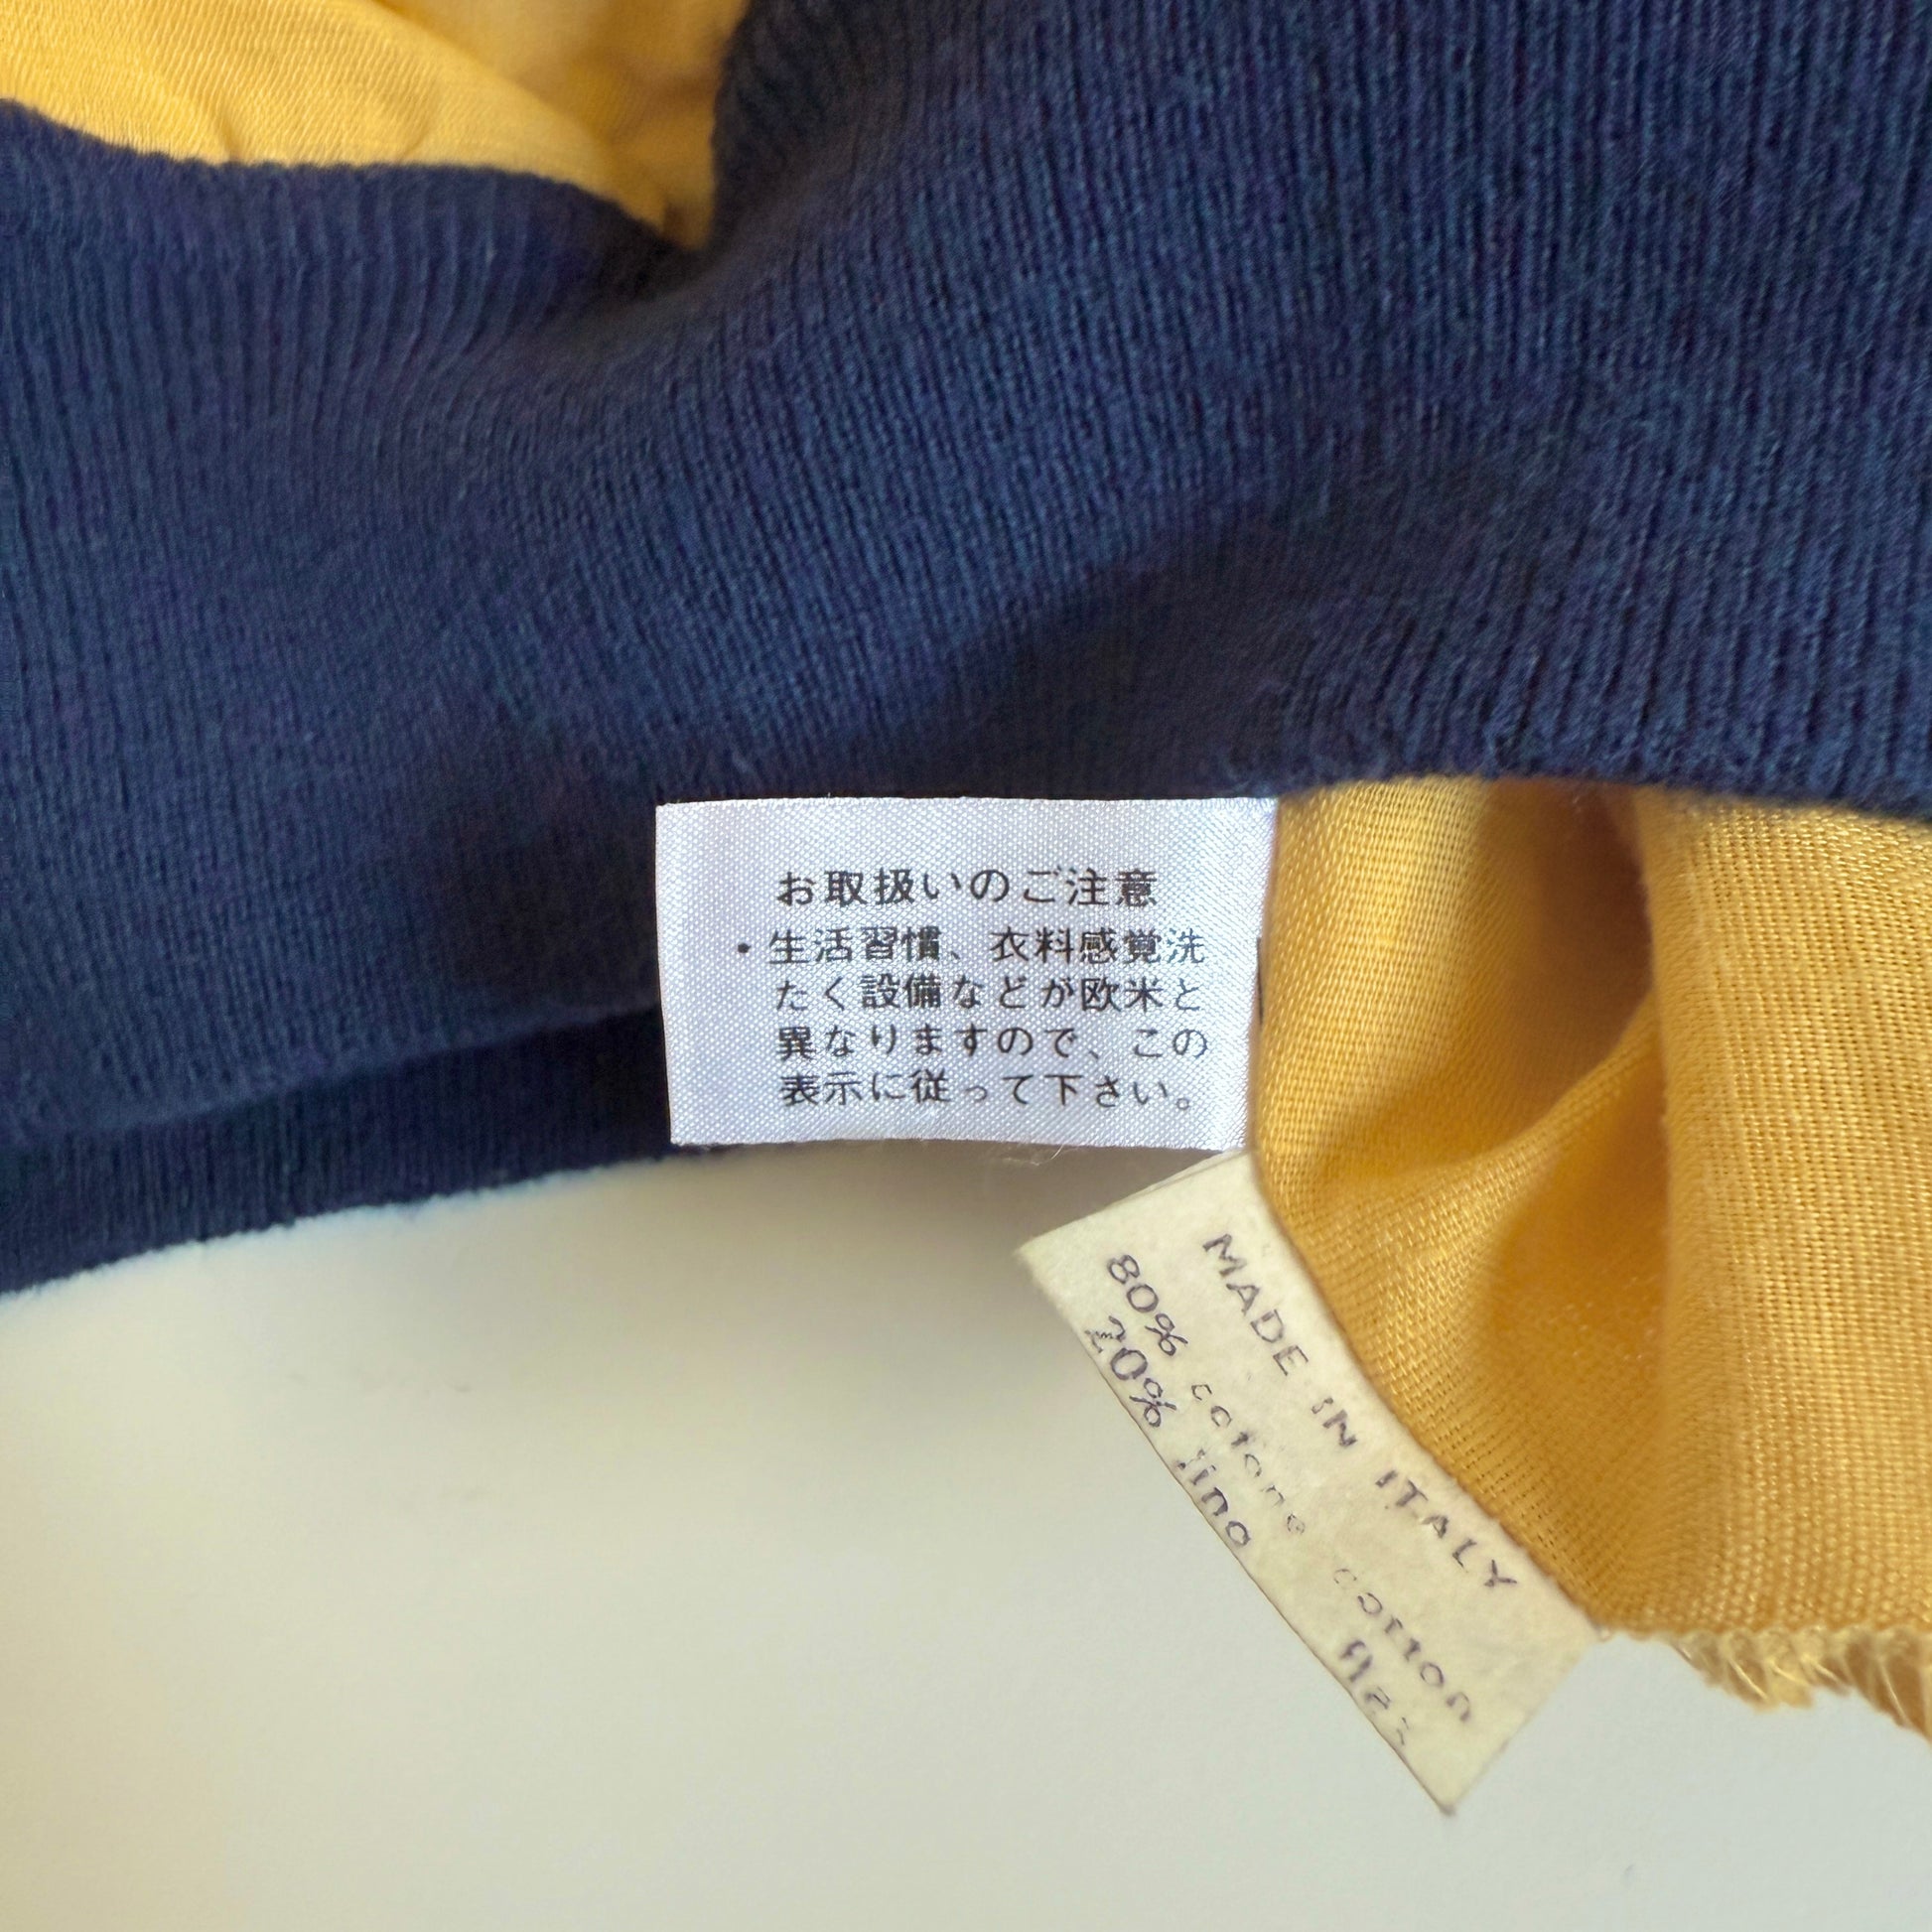 お取扱いのご注意
・生活習慣、衣料感覚洗
たく設備などが欧米と
異なりますので、この
表示に従って下さい。
MADE IN ITALY
80% cotone cotton
20% lino flax